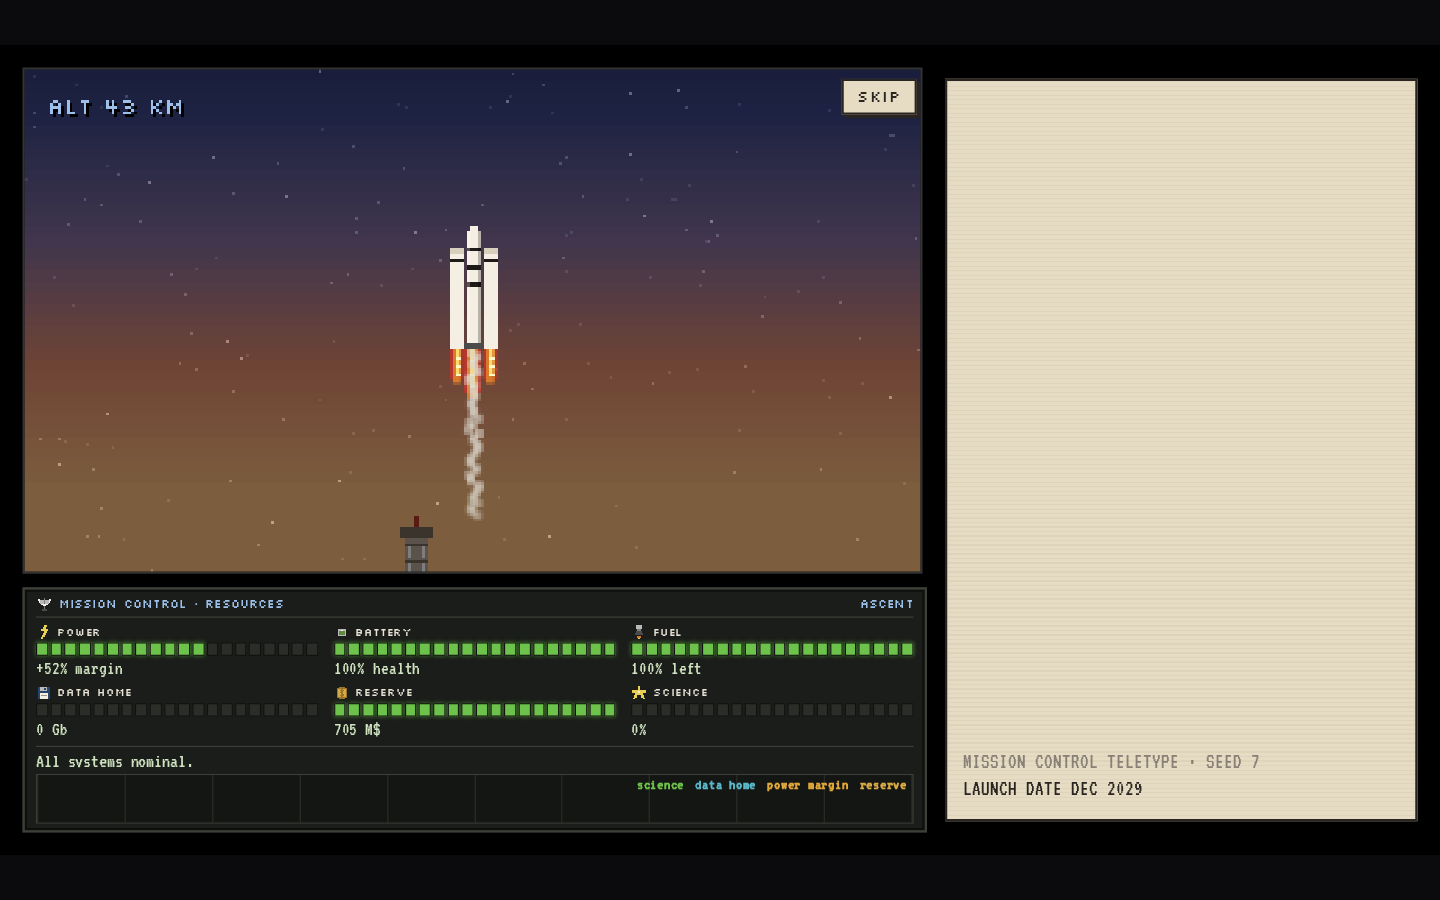 ALT 43 KM
SKIP
MISSION CONTROL · RESOURCES
ASCENT
POWER
BATTERY
FUEL
+52% margin
100% health
100% left
DATA HOME
RESERVE
SCIENCE
0 Gb
705 M$
0%
All systems nominal.
science data home power margin reserve
MISSION CONTROL TELETYPE · SEED 7
LAUNCH DATE DEC 2029